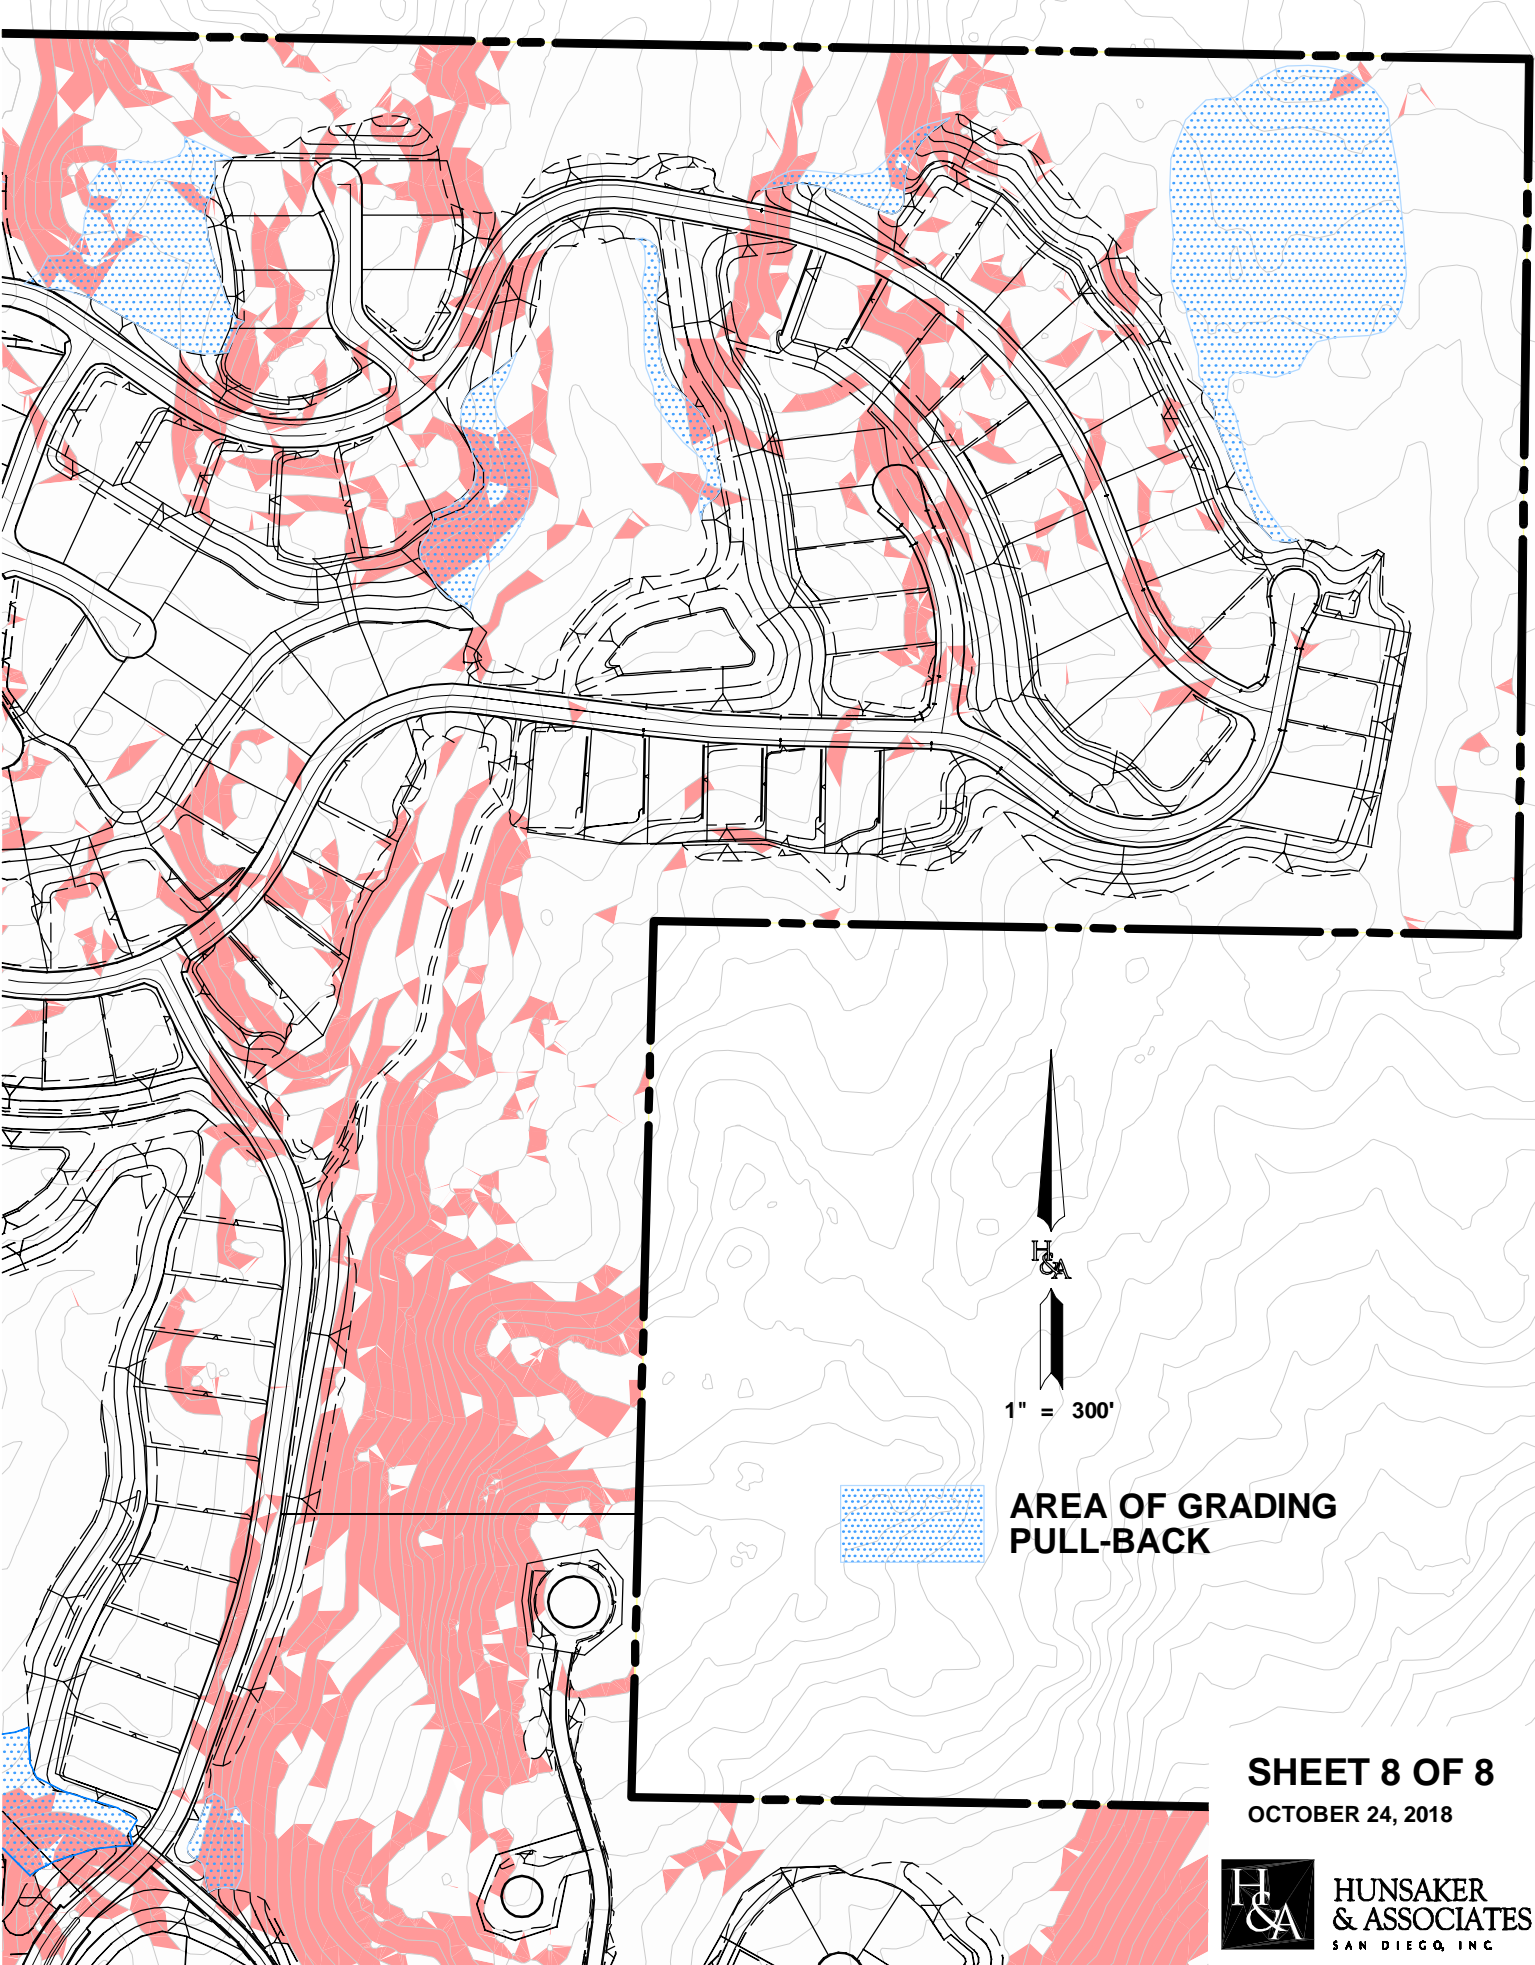 H&A
1" = 300'
AREA OF GRADING
PULL-BACK
SHEET 8 OF 8
OCTOBER 24, 2018
H&A
HUNSAKER
& ASSOCIATES
SAN DIEGO, INC